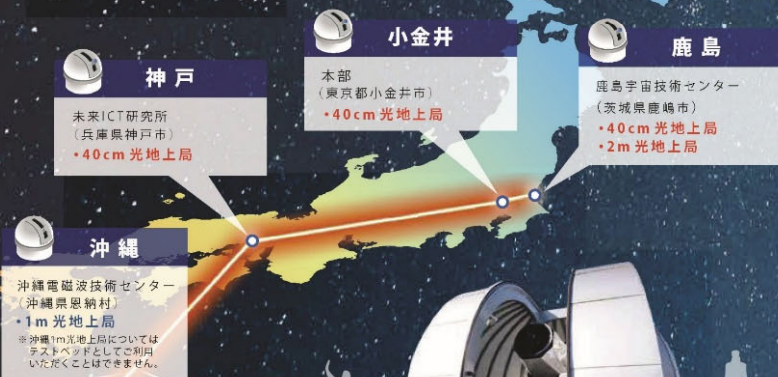 神戸
未来ICT研究所
(兵庫県神戸市)
・40cm 光地上局
小金井
本部
(東京都小金井市)
・40cm 光地上局
鹿島
鹿島宇宙技術センター
(茨城県鹿嶋市)
・40cm 光地上局
・2m 光地上局
沖縄
沖縄電磁波技術センター
(沖縄県恩納村)
・1m 光地上局
※沖縄1m光地上局については
テストベッドとしてご利用
いただくことはできません。